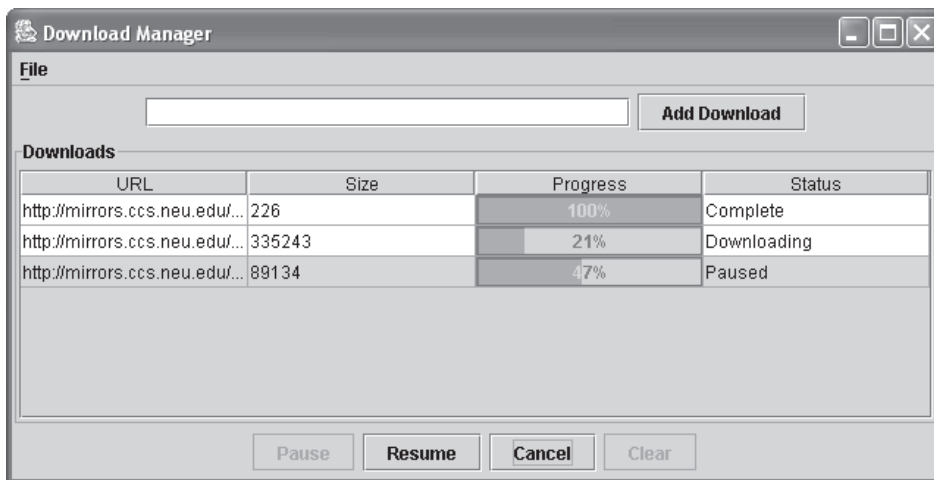 Download Manager
File
Add Download
Downloads
URL Size Progress Status
http://mirrors.ccs.neu.edu/... 226 100% Complete
http://mirrors.ccs.neu.edu/... 335243 21% Downloading
http://mirrors.ccs.neu.edu/... 89134 47% Paused
Pause Resume Cancel Clear